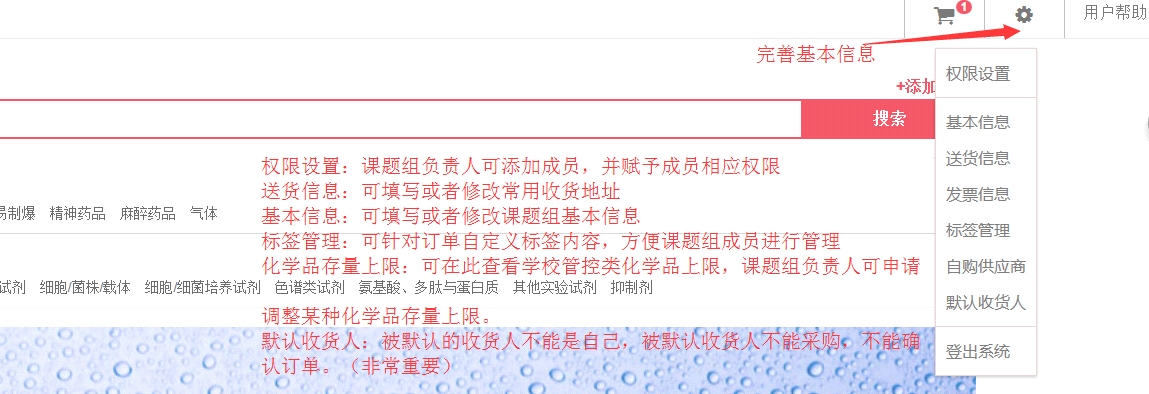 1
用户帮助
完善基本信息
权限设置
+添加
搜索
基本信息
权限设置：课题组负责人可添加成员，并赋予成员相应权限
送货信息
送货信息：可填写或者修改常用收货地址
发票信息
易制爆 精神药品 麻醉药品 气体
基本信息：可填写或者修改课题组基本信息
标签管理
标签管理：可针对订单自定义标签内容，方便课题组成员进行管理
自购供应商
化学品存量上限：可在此查看学校管控类化学品上限，课题组负责人可申请
试剂 细胞/菌株/载体 细胞/细菌培养试剂 色谱类试剂 氨基酸、多肽与蛋白质 其他实验试剂 抑制剂
默认收货人
调整某种化学品存量上限。
默认收货人：被默认的收货人不能是自己，被默认收货人不能采购，不能确
登出系统
认订单。（非常重要）